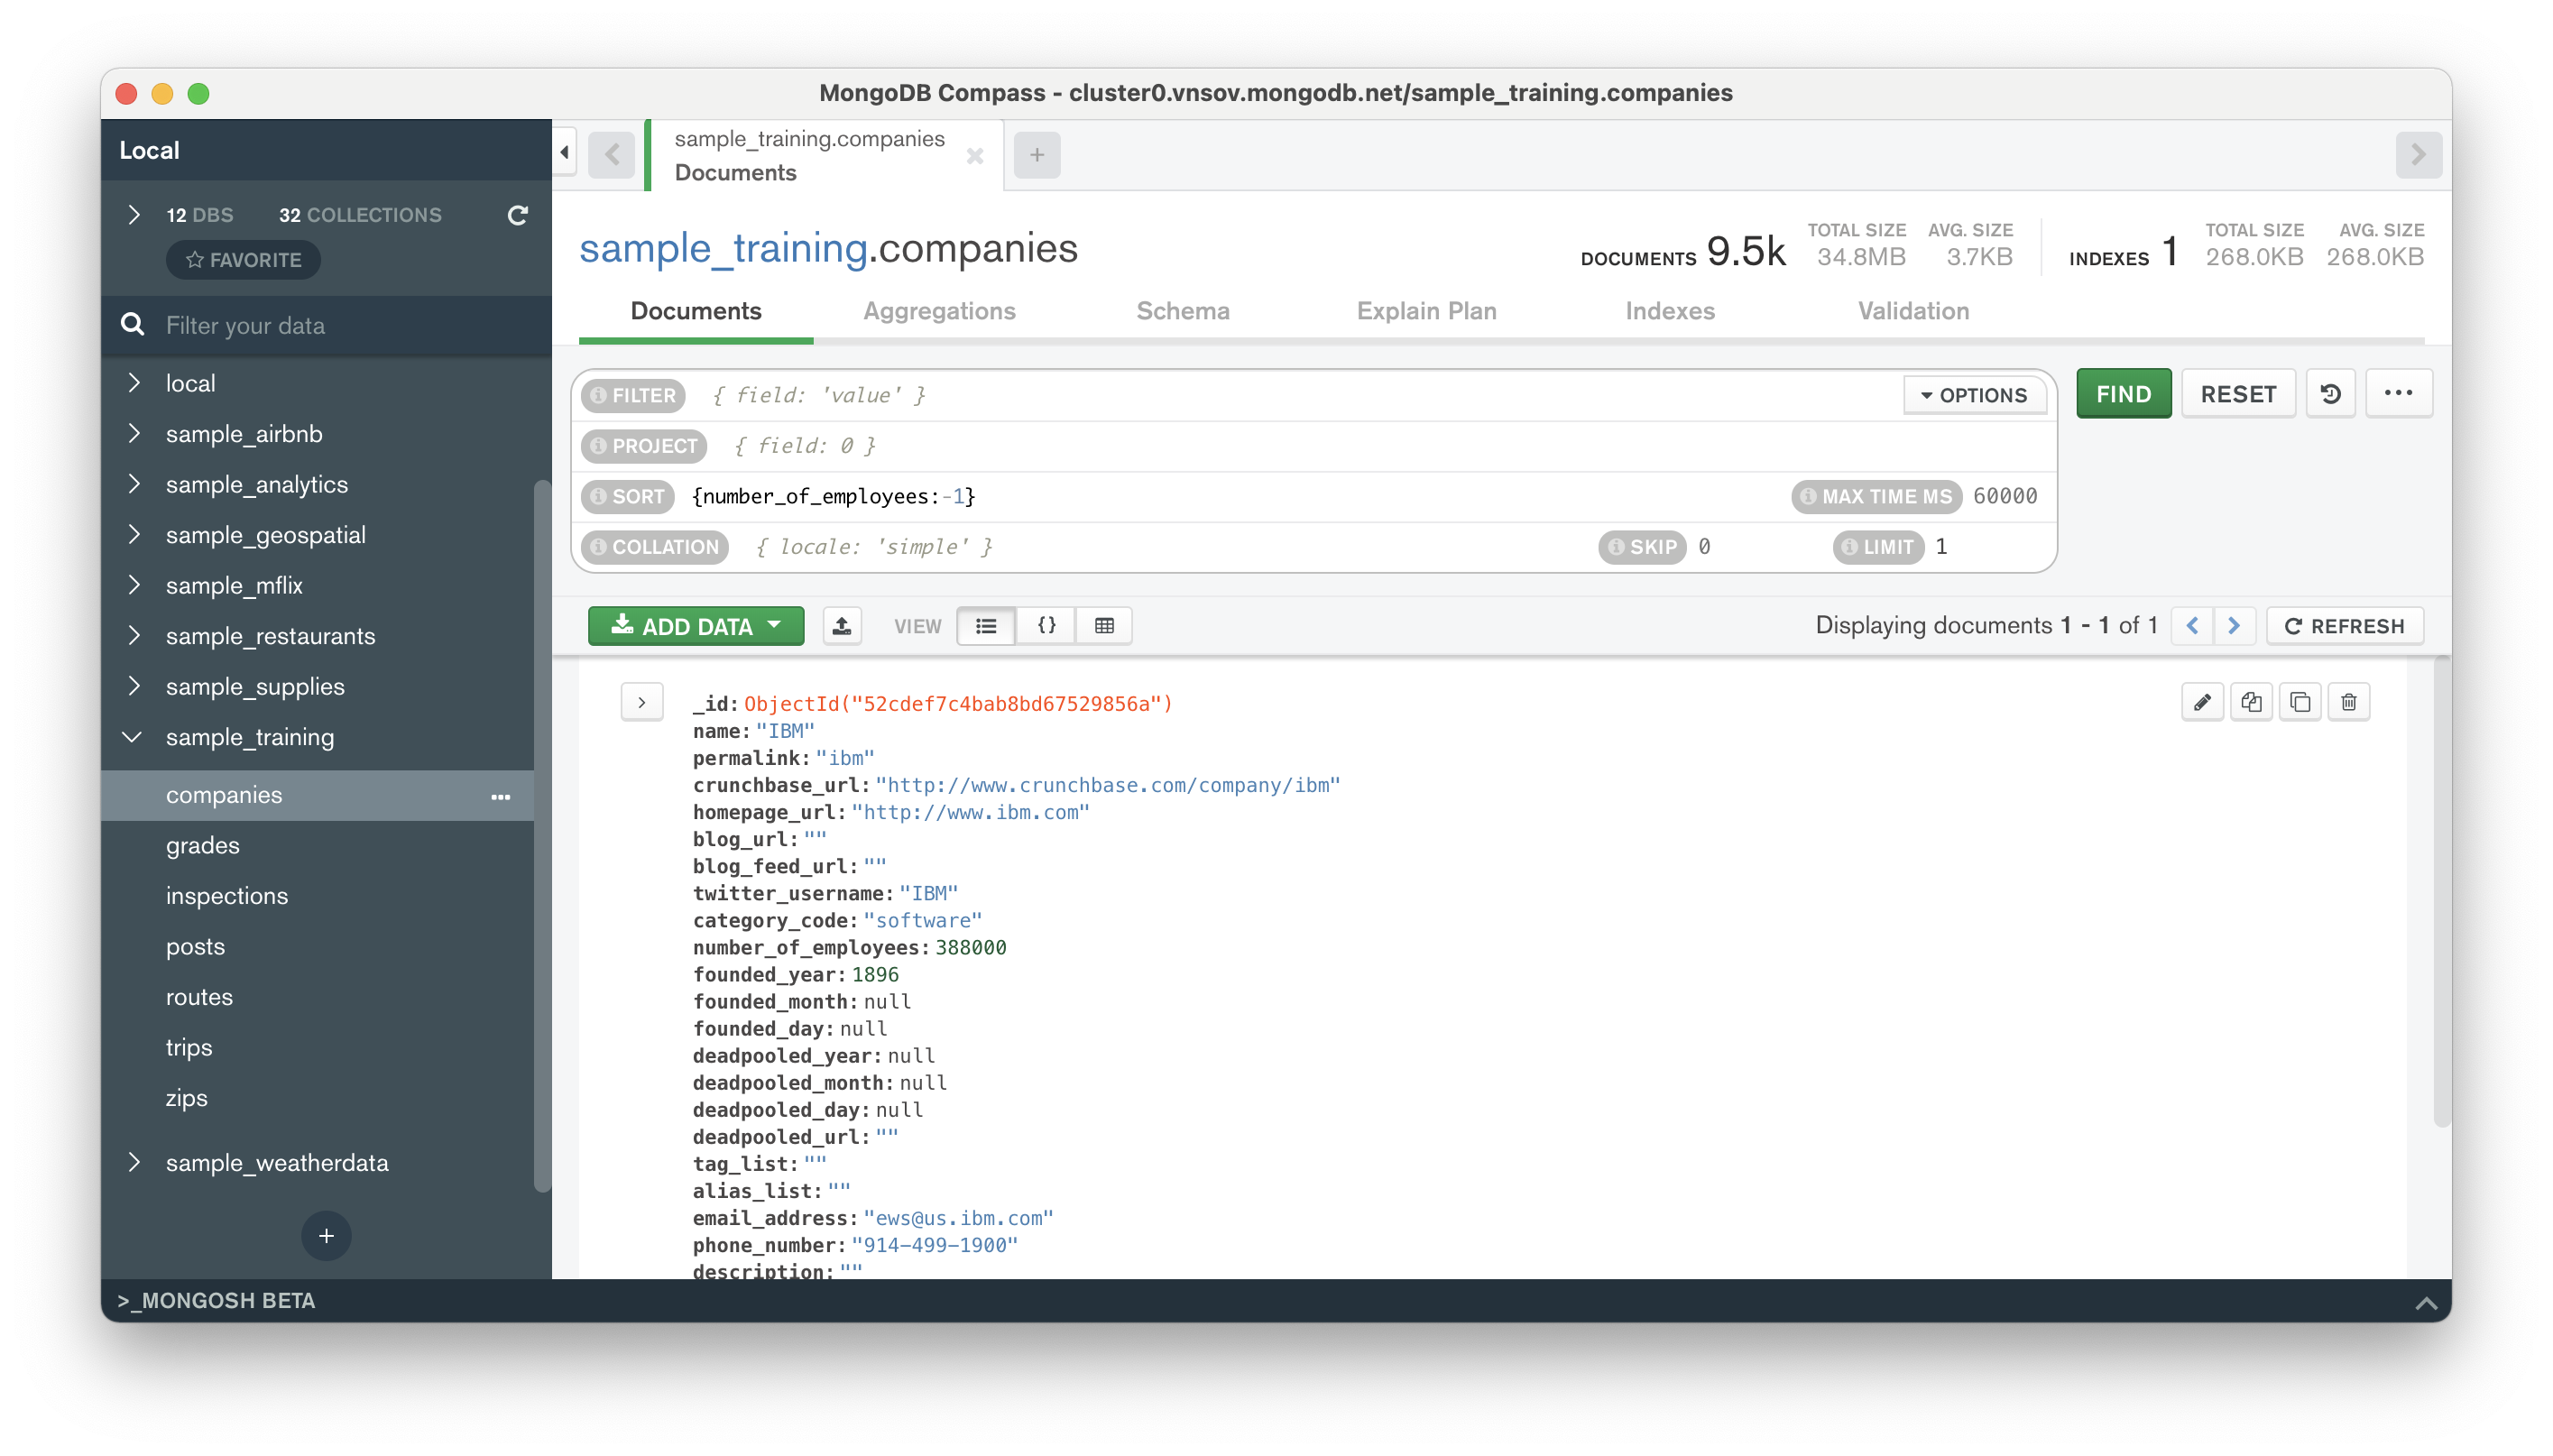 MongoDB Compass - cluster0.vnsov.mongodb.net/sample_training.companies
Local
12 DBS 32 COLLECTIONS
FAVORITE
Filter your data
local
sample_airbnb
sample_analytics
sample_geospatial
sample_mflix
sample_restaurants
sample_supplies
sample_training
companies
grades
inspections
posts
routes
trips
zips
sample_weatherdata
+
sample_training.companies
Documents
+
sample_training.companies
DOCUMENTS 9.5k TOTAL SIZE 34.8MB AVG. SIZE 3.7KB
INDEXES 1 TOTAL SIZE 268.0KB AVG. SIZE 268.0KB
Documents Aggregations Schema Explain Plan Indexes Validation
FILTER { field: 'value' } OPTIONS FIND RESET
PROJECT { field: 0 }
SORT {number_of_employees:-1} MAX TIME MS 60000
COLLATION { locale: 'simple' } SKIP 0 LIMIT 1
ADD DATA VIEW {} Displaying documents 1 - 1 of 1 REFRESH
_id: ObjectId("52cdef7c4bab8bd67529856a")
name: "IBM"
permalink: "ibm"
crunchbase_url: "http://www.crunchbase.com/company/ibm"
homepage_url: "http://www.ibm.com"
blog_url: ""
blog_feed_url: ""
twitter_username: "IBM"
category_code: "software"
number_of_employees: 388000
founded_year: 1896
founded_month: null
founded_day: null
deadpooled_year: null
deadpooled_month: null
deadpooled_day: null
deadpooled_url: ""
tag_list: ""
alias_list: ""
email_address: "ews@us.ibm.com"
phone_number: "914-499-1900"
description: ""
>_MONGOSH BETA